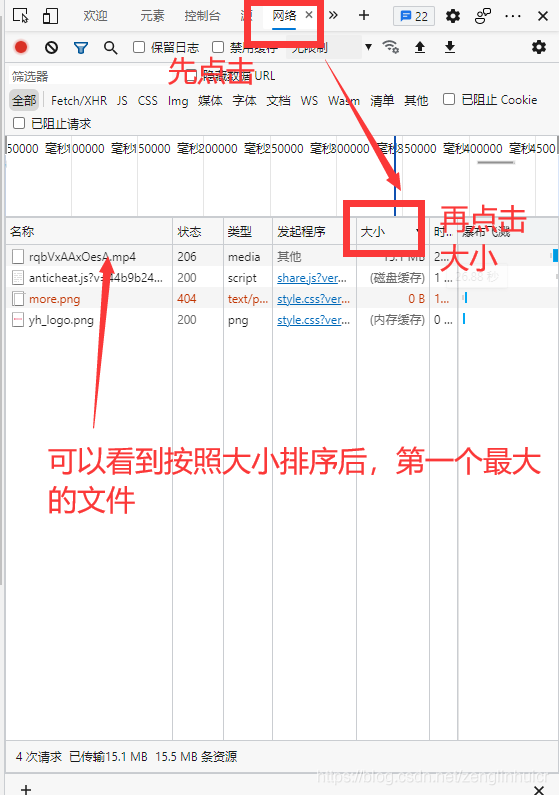 欢迎 元素 控制台 源 网络 22
保留日志 禁用缓存 无限制
先点击
筛选器 隐藏数据 URL
全部 Fetch/XHR JS CSS Img 媒体 字体 文档 WS Wasm 清单 其他 已阻止 Cookie
已阻止请求
50000 毫秒 100000 毫秒 150000 毫秒 200000 毫秒 250000 毫秒 300000 毫秒 350000 毫秒 400000 毫秒 4500
再点击
大小
名称 状态 类型 发起程序 大小 时.. 瀑布
rqbVxAAxOesA.mp4 206 media 其他 15.1 MB 2...
anticheat.js?v=44b9b24... 200 script share.js?ver... (磁盘缓存) 1 ...
more.png 404 text/p... style.css?ver... 0 B 1...
yh_logo.png 200 png style.css?ver... (内存缓存) 0 ...
可以看到按照大小排序后，第一个最大
的文件
4 次请求 已传输15.1 MB 15.5 MB 条资源
https://blog.csdn.net/zenglinhuicr